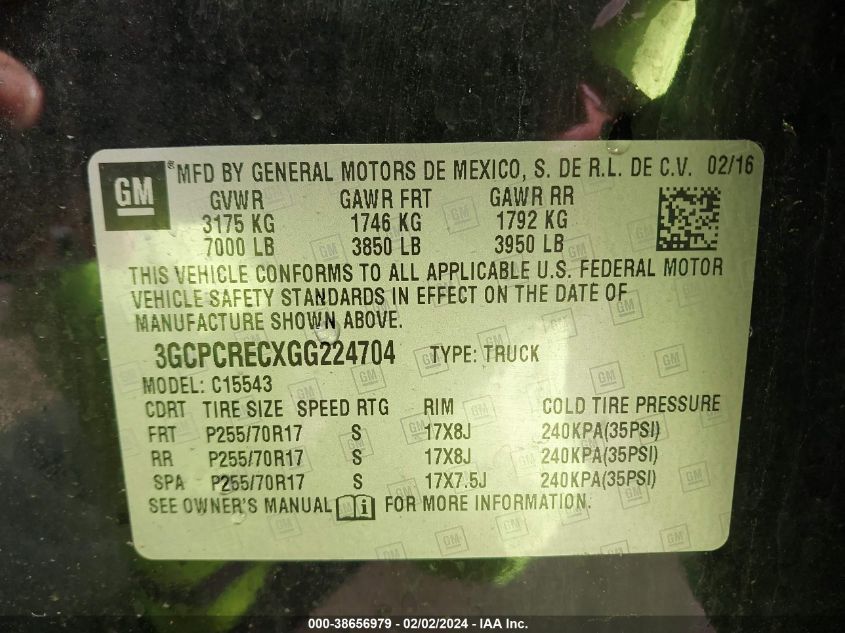 GM ® MFD BY GENERAL MOTORS DE MEXICO, S. DE R.L. DE C.V. 02/16
GVWR GAWR FRT GAWR RR
3175 KG 1746 KG 1792 KG
7000 LB 3850 LB 3950 LB
THIS VEHICLE CONFORMS TO ALL APPLICABLE U.S. FEDERAL MOTOR
VEHICLE SAFETY STANDARDS IN EFFECT ON THE DATE OF
MANUFACTURE SHOWN ABOVE.
3GCPCRECXGG224704 TYPE: TRUCK
MODEL: C15543
CDRT TIRE SIZE SPEED RTG RIM COLD TIRE PRESSURE
FRT P255/70R17 S 17X8J 240KPA(35PSI)
RR P255/70R17 S 17X8J 240KPA(35PSI)
SPA P255/70R17 S 17X7.5J 240KPA(35PSI)
SEE OWNER'S MANUAL i FOR MORE INFORMATION.
000-38656979 - 02/02/2024 - IAA Inc.